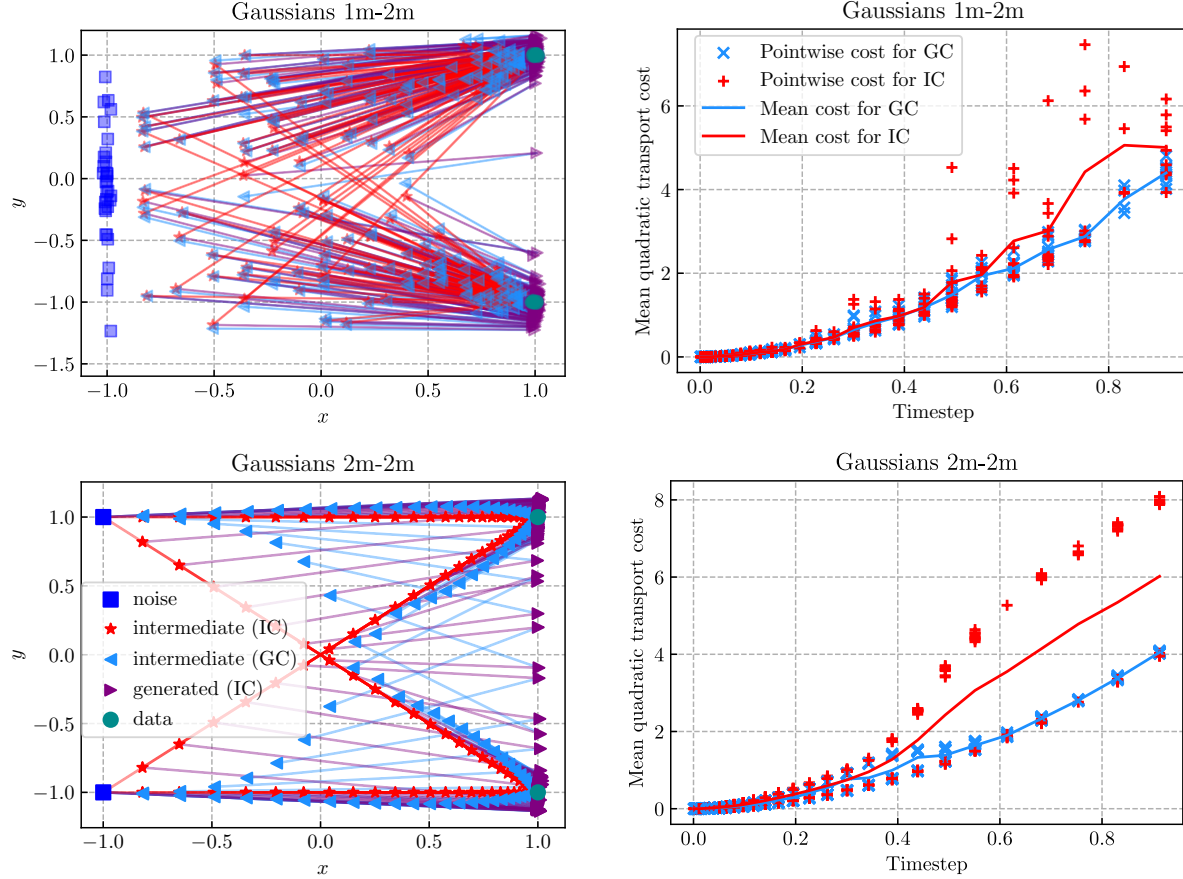 Gaussians 1m-2m
1.0
0.5
0.0
−0.5
−1.0
−1.5
y
−1.0 −0.5 0.0 0.5 1.0
x
Gaussians 1m-2m
Pointwise cost for GC
Pointwise cost for IC
Mean cost for GC
Mean cost for IC
6
4
2
0
Mean quadratic transport cost
0.0 0.2 0.4 0.6 0.8
Timestep
Gaussians 2m-2m
1.0
0.5
0.0
−0.5
−1.0
y
noise
intermediate (IC)
intermediate (GC)
generated (IC)
data
−1.0 −0.5 0.0 0.5 1.0
x
Gaussians 2m-2m
8
6
4
2
0
Mean quadratic transport cost
0.0 0.2 0.4 0.6 0.8
Timestep